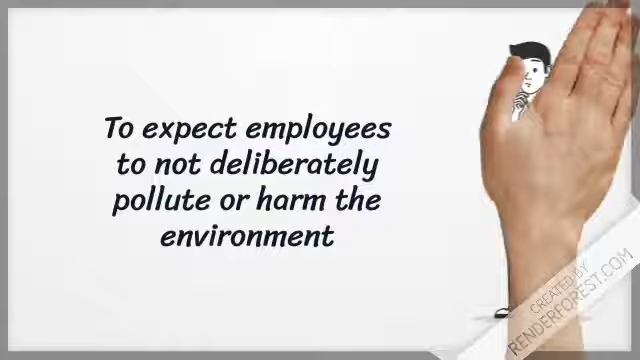 To expect employees
to not deliberately
pollute or harm the
environment
CREATED BY
RENDERFOREST.COM